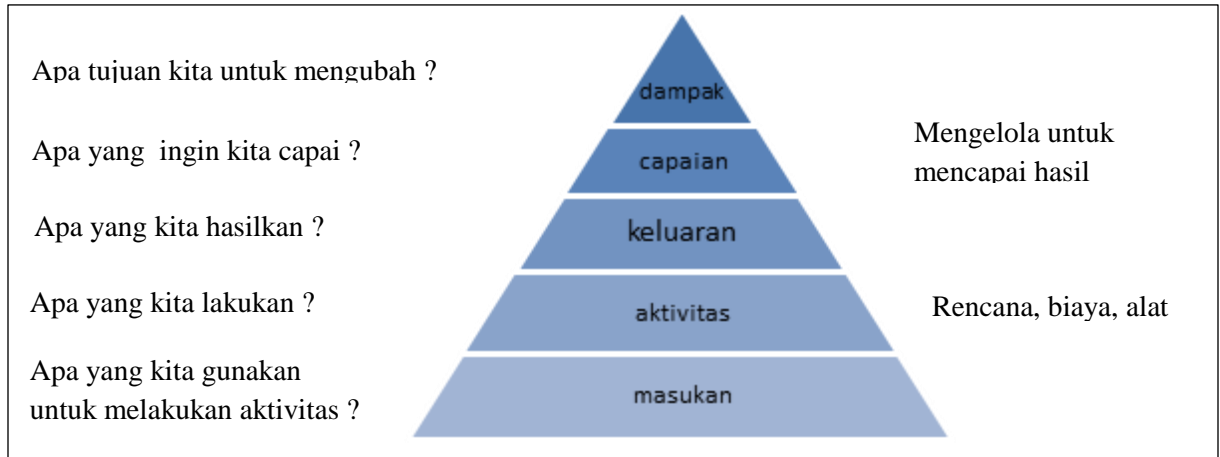 Apa tujuan kita untuk mengubah ?
dampak
Apa yang ingin kita capai ?
capaian
Mengelola untuk
mencapai hasil
Apa yang kita hasilkan ?
keluaran
Apa yang kita lakukan ?
aktivitas
Rencana, biaya, alat
Apa yang kita gunakan
untuk melakukan aktivitas ?
masukan